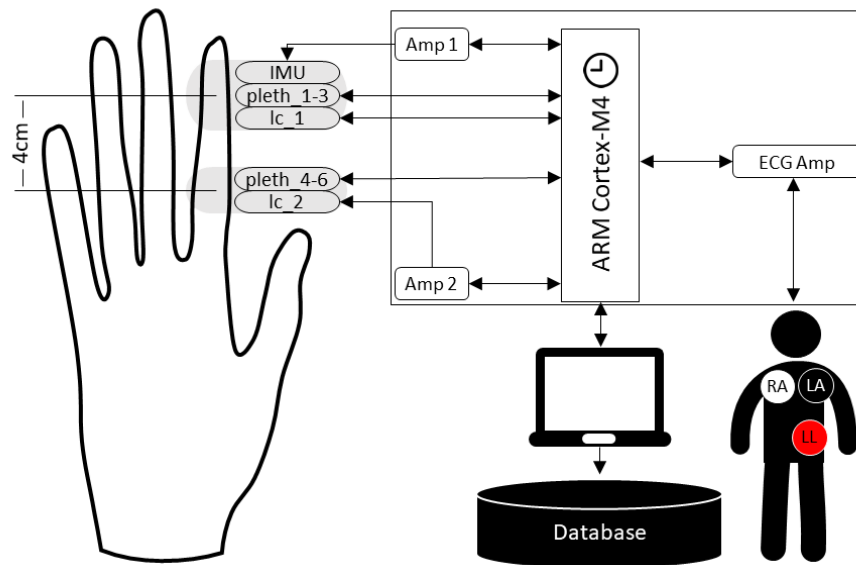 Amp 1
IMU
pleth_1-3
lc_1
4cm
pleth_4-6
lc_2
Amp 2
ARM Cortex-M4
ECG Amp
RA
LA
LL
Database